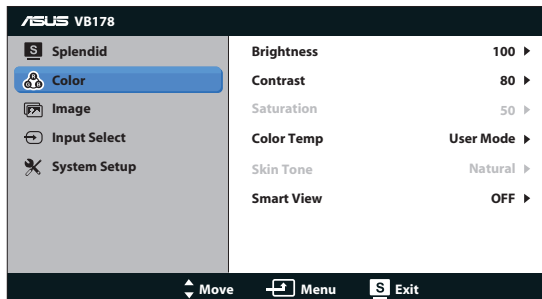 ASUS VB178
S Splendid
Color
Image
Input Select
System Setup
Brightness 100
Contrast 80
Saturation 50
Color Temp User Mode
Skin Tone Natural
Smart View OFF
Move Menu S Exit